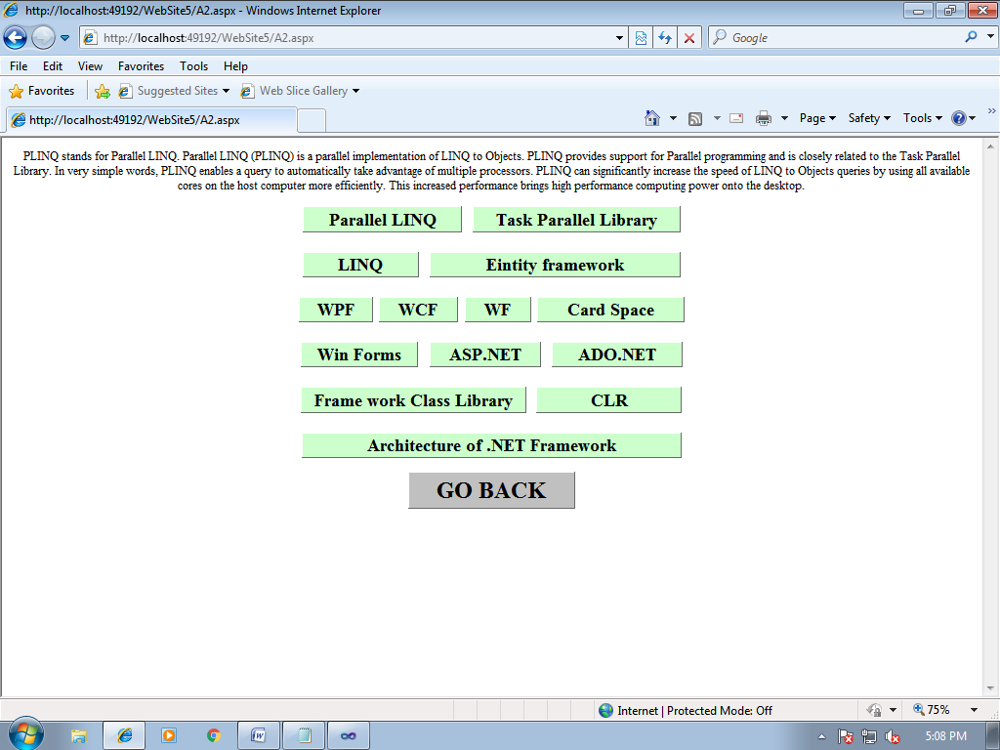 http://localhost:49192/WebSite5/A2.aspx - Windows Internet Explorer
http://localhost:49192/WebSite5/A2.aspx
Google
File Edit View Favorites Tools Help
Favorites Suggested Sites Web Slice Gallery
http://localhost:49192/WebSite5/A2.aspx
Page Safety Tools
PLINQ stands for Parallel LINQ. Parallel LINQ (PLINQ) is a parallel implementation of LINQ to Objects. PLINQ provides support for Parallel programming and is closely related to the Task Parallel
Library. In very simple words, PLINQ enables a query to automatically take advantage of multiple processors. PLINQ can significantly increase the speed of LINQ to Objects queries by using all available
cores on the host computer more efficiently. This increased performance brings high performance computing power onto the desktop.
Parallel LINQ Task Parallel Library
LINQ Eintity framework
WPF WCF WF Card Space
Win Forms ASP.NET ADO.NET
Frame work Class Library CLR
Architecture of .NET Framework
GO BACK
Internet | Protected Mode: Off 75%
5:08 PM